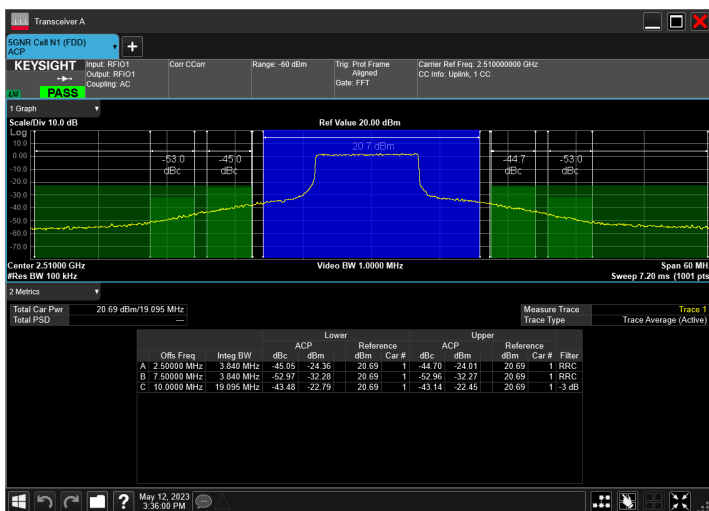 Transceiver A
5GNR Cell N1 (FDD)
ACP
KEYSIGHT
PASS
Input: RFIO1
Output: RFIO1
Coupling: AC
Corr CCorr
Range: -60 dBm
Trig: Prot Frame
Aligned
Gate: FFT
Carrier Ref Freq: 2.510000000 GHz
CC Info: Uplink, 1 CC
1 Graph
Scale/Div 10.0 dB
Ref Value 20.00 dBm
Log
10.0
0.00
-10.0
-20.0
-30.0
-40.0
-50.0
-60.0
-70.0
-53.0
dBc
-45.0
dBc
20.7 dBm
-44.7
dBc
-53.0
dBc
Center 2.51000 GHz
#Res BW 100 kHz
Video BW 1.0000 MHz
Span 60 MH
Sweep 7.20 ms (1001 pts
2 Metrics
Total Car Pwr 20.69 dBm/19.095 MHz
Total PSD ---
Measure Trace Trace 1
Trace Type Trace Average (Active)
Lower Upper
ACP Reference ACP Reference
Offs Freq Integ BW dBc dBm dBm Car # dBc dBm dBm Car # Filter
A 2.50000 MHz 3.840 MHz -45.05 -24.36 20.69 1 -44.70 -24.01 20.69 1 RRC
B 7.50000 MHz 3.840 MHz -52.97 -32.28 20.69 1 -52.96 -32.27 20.69 1 RRC
C 10.0000 MHz 19.095 MHz -43.48 -22.79 20.69 1 -43.14 -22.45 20.69 1 -3 dB
?
May 12, 2023
3:36:00 PM